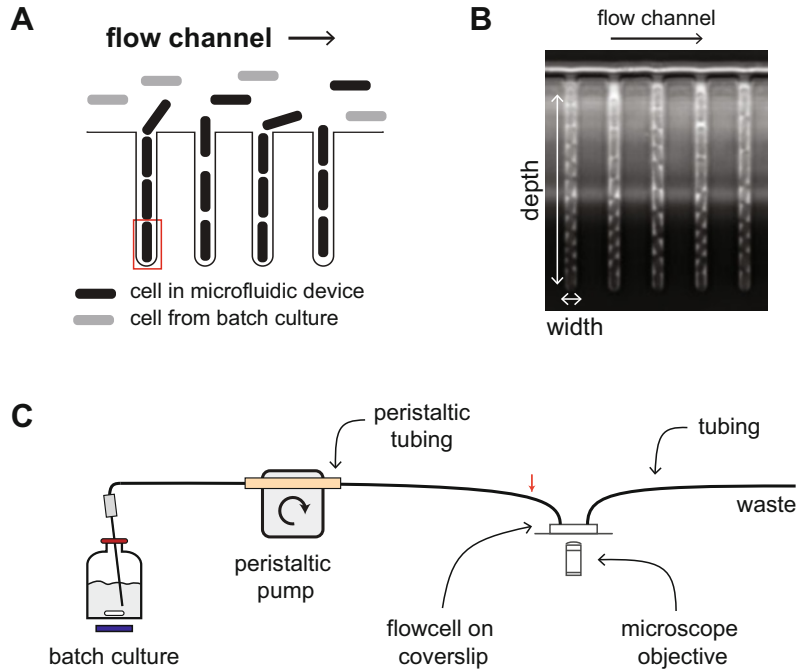 A
flow channel
cell in microfluidic device
cell from batch culture
B
flow channel
depth
width
C
peristaltic
tubing
tubing
waste
peristaltic
pump
batch culture
flowcell on
coverslip
microscope
objective